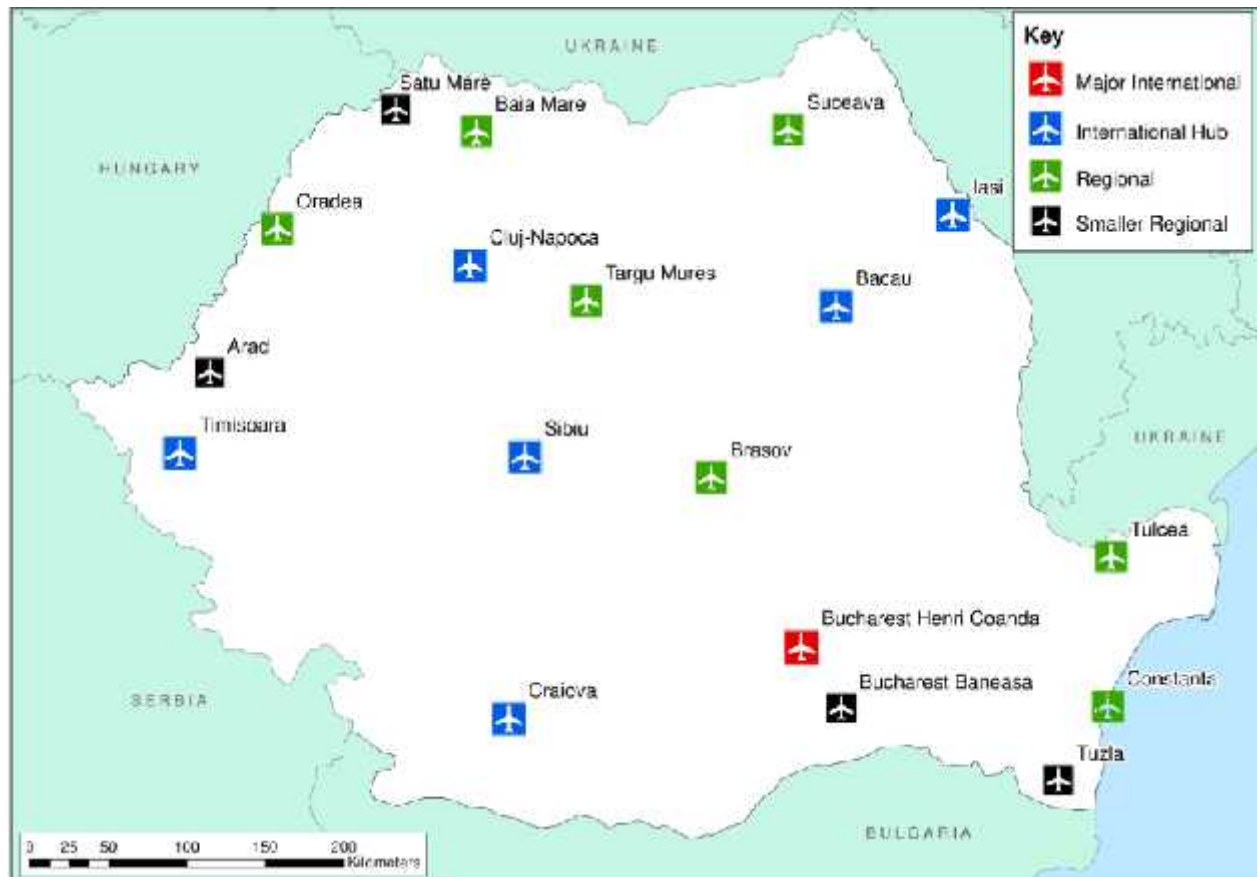 UKRAINE
Key
Major International
International Hub
Regional
Smaller Regional
Satu Mare
Baia Mare
Suceava
HUNGARY
Oradea
Iasi
Cluj-Napoca
Targu Mures
Bacau
Arad
Timisoara
Sibiu
Brasov
UKRAINE
Tulcea
Bucharest Henri Coanda
Bucharest Baneasa
Constanta
SERBIA
Craiova
Tuzla
BULGARIA
0 25 50 100 150 200
Kilometers